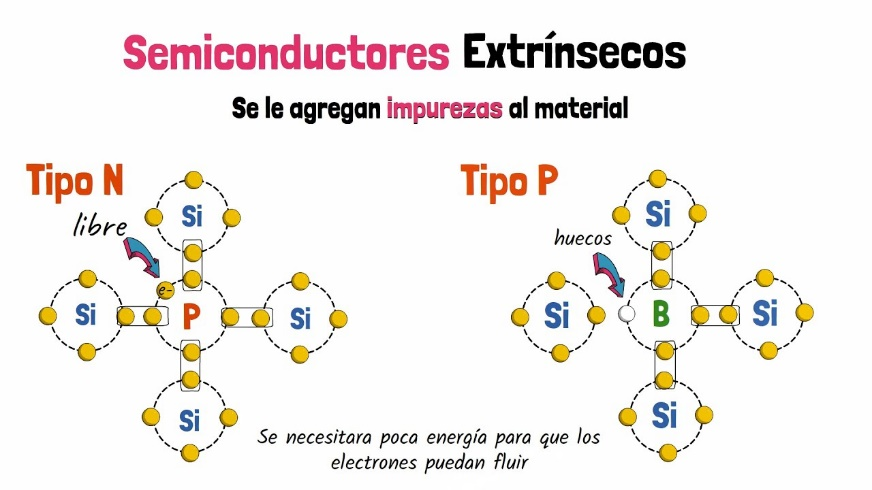 Semiconductores Extrínsecos
Se le agregan impurezas al material
Tipo N
libre
Si
e-
Si
P
Si
Si
Tipo P
huecos
Si
Si
B
Si
Si
Se necesitara poca energía para que los
electrones puedan fluir